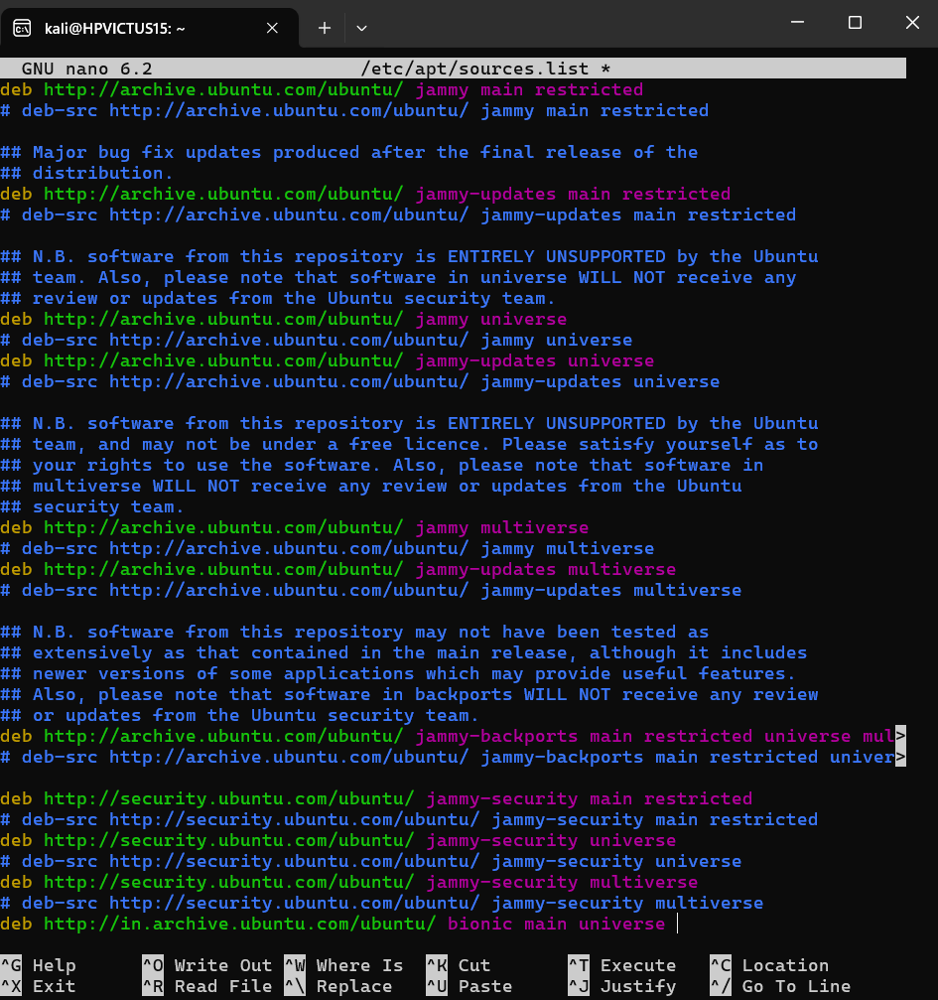 kali@HPVICTUS15: ~
GNU nano 6.2 /etc/apt/sources.list *
deb http://archive.ubuntu.com/ubuntu/ jammy main restricted
# deb-src http://archive.ubuntu.com/ubuntu/ jammy main restricted
## Major bug fix updates produced after the final release of the
## distribution.
deb http://archive.ubuntu.com/ubuntu/ jammy-updates main restricted
# deb-src http://archive.ubuntu.com/ubuntu/ jammy-updates main restricted
## N.B. software from this repository is ENTIRELY UNSUPPORTED by the Ubuntu
## team. Also, please note that software in universe WILL NOT receive any
## review or updates from the Ubuntu security team.
deb http://archive.ubuntu.com/ubuntu/ jammy universe
# deb-src http://archive.ubuntu.com/ubuntu/ jammy universe
deb http://archive.ubuntu.com/ubuntu/ jammy-updates universe
# deb-src http://archive.ubuntu.com/ubuntu/ jammy-updates universe
## N.B. software from this repository is ENTIRELY UNSUPPORTED by the Ubuntu
## team, and may not be under a free licence. Please satisfy yourself as to
## your rights to use the software. Also, please note that software in
## multiverse WILL NOT receive any review or updates from the Ubuntu
## security team.
deb http://archive.ubuntu.com/ubuntu/ jammy multiverse
# deb-src http://archive.ubuntu.com/ubuntu/ jammy multiverse
deb http://archive.ubuntu.com/ubuntu/ jammy-updates multiverse
# deb-src http://archive.ubuntu.com/ubuntu/ jammy-updates multiverse
## N.B. software from this repository may not have been tested as
## extensively as that contained in the main release, although it includes
## newer versions of some applications which may provide useful features.
## Also, please note that software in backports WILL NOT receive any review
## or updates from the Ubuntu security team.
deb http://archive.ubuntu.com/ubuntu/ jammy-backports main restricted universe mul>
# deb-src http://archive.ubuntu.com/ubuntu/ jammy-backports main restricted univer>
deb http://security.ubuntu.com/ubuntu/ jammy-security main restricted
# deb-src http://security.ubuntu.com/ubuntu/ jammy-security main restricted
deb http://security.ubuntu.com/ubuntu/ jammy-security universe
# deb-src http://security.ubuntu.com/ubuntu/ jammy-security universe
deb http://security.ubuntu.com/ubuntu/ jammy-security multiverse
# deb-src http://security.ubuntu.com/ubuntu/ jammy-security multiverse
deb http://in.archive.ubuntu.com/ubuntu/ bionic main universe
^G Help ^O Write Out ^W Where Is ^K Cut ^T Execute ^C Location
^X Exit ^R Read File ^\ Replace ^U Paste ^J Justify ^/ Go To Line